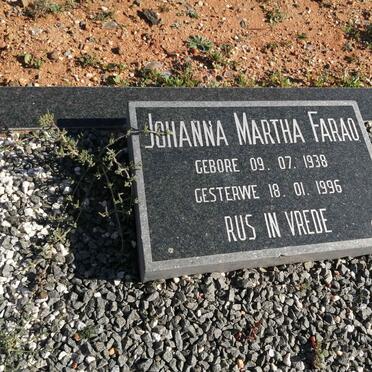 Johanna Martha Farao
GEBORE 09. 07. 1938
GESTERWE 18. 01. 1996
RUS IN VREDE